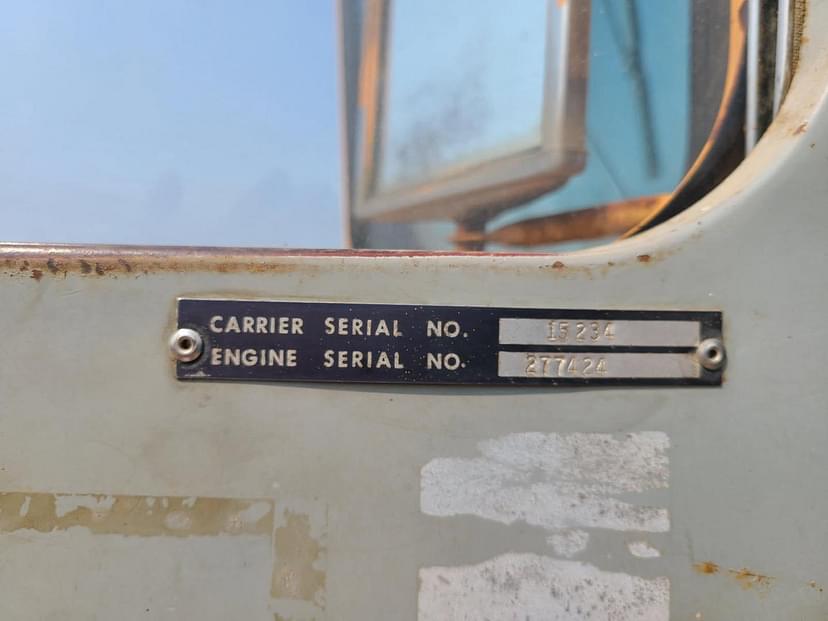 CARRIER SERIAL NO. 15234
ENGINE SERIAL NO. 277424